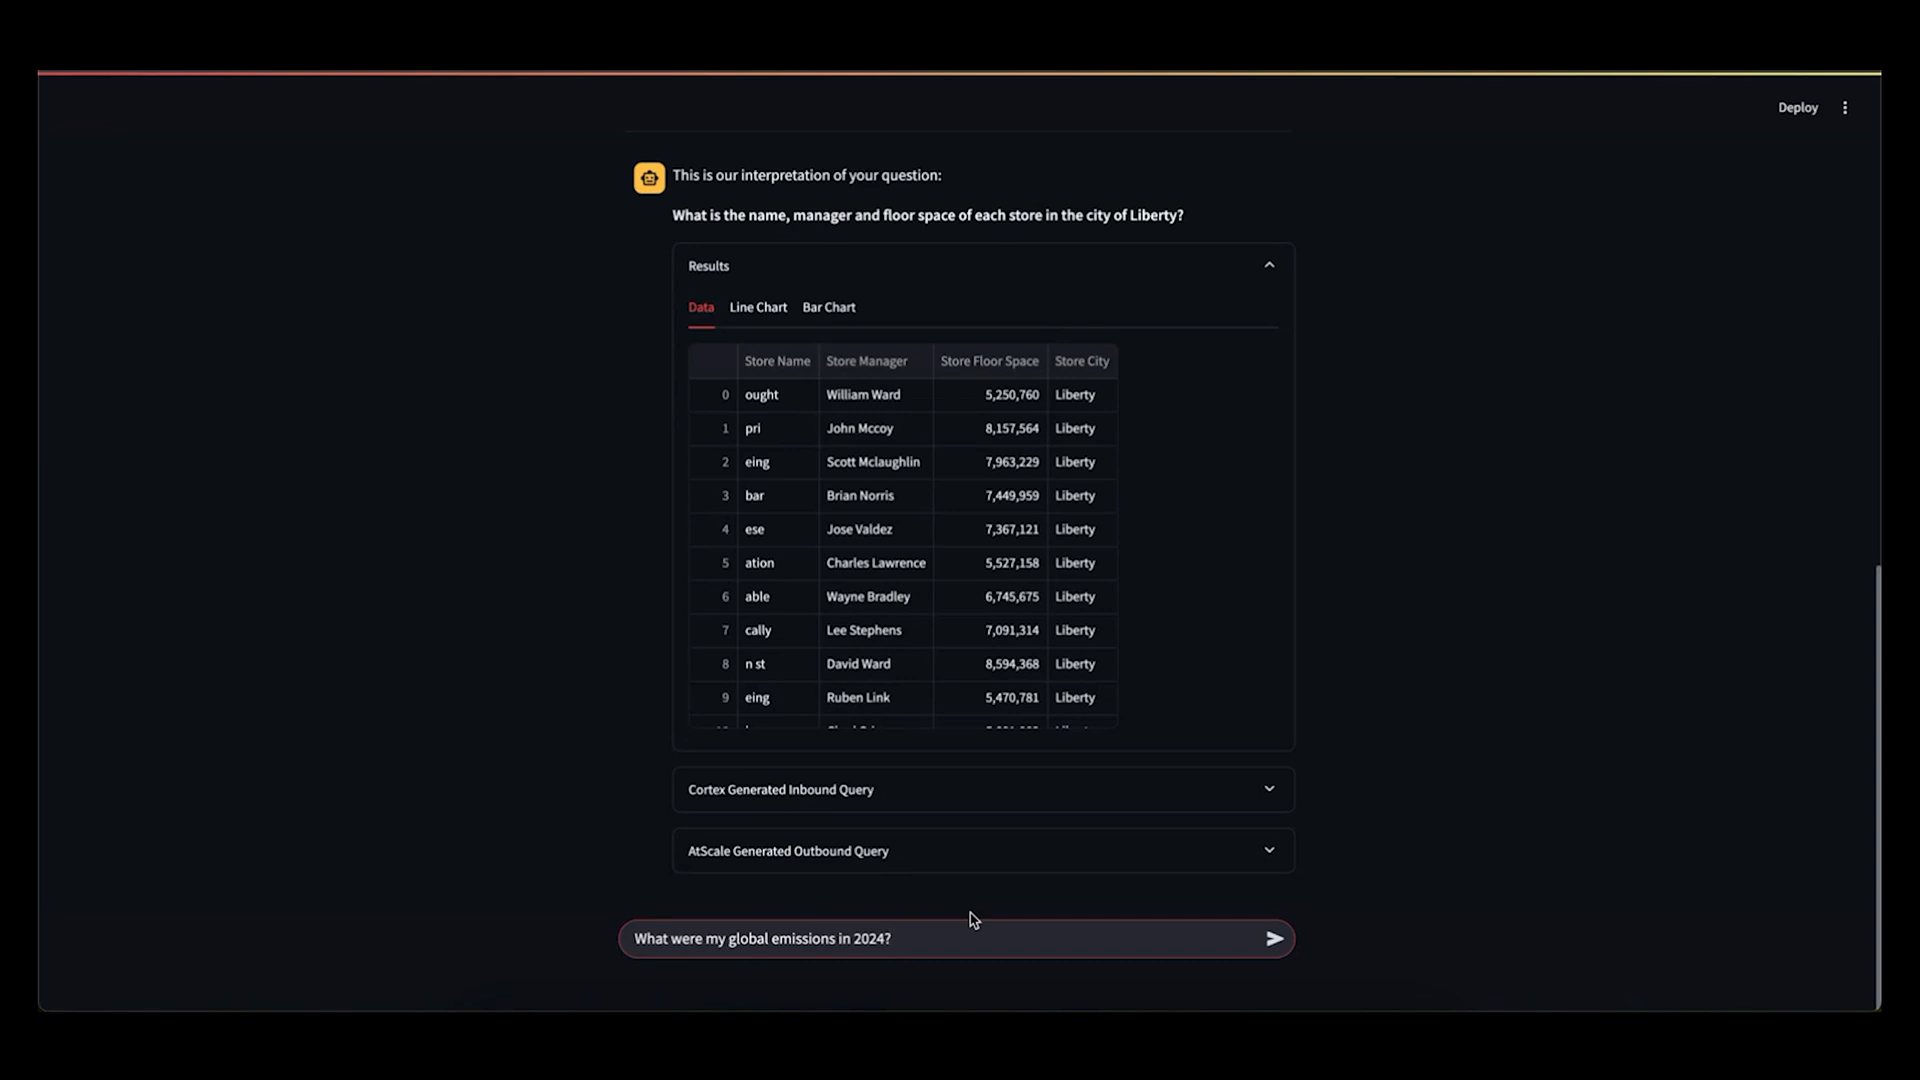 Deploy
This is our interpretation of your question:
What is the name, manager and floor space of each store in the city of Liberty?
Results
Data Line Chart Bar Chart
Store Name Store Manager Store Floor Space Store City
0 ought William Ward 5,250,760 Liberty
1 pri John Mccoy 8,157,564 Liberty
2 eing Scott Mclaughlin 7,963,229 Liberty
3 bar Brian Norris 7,449,959 Liberty
4 ese Jose Valdez 7,367,121 Liberty
5 ation Charles Lawrence 5,527,158 Liberty
6 able Wayne Bradley 6,745,675 Liberty
7 cally Lee Stephens 7,091,314 Liberty
8 n st David Ward 8,594,368 Liberty
9 eing Ruben Link 5,470,781 Liberty
Cortex Generated Inbound Query
AtScale Generated Outbound Query
What were my global emissions in 2024?